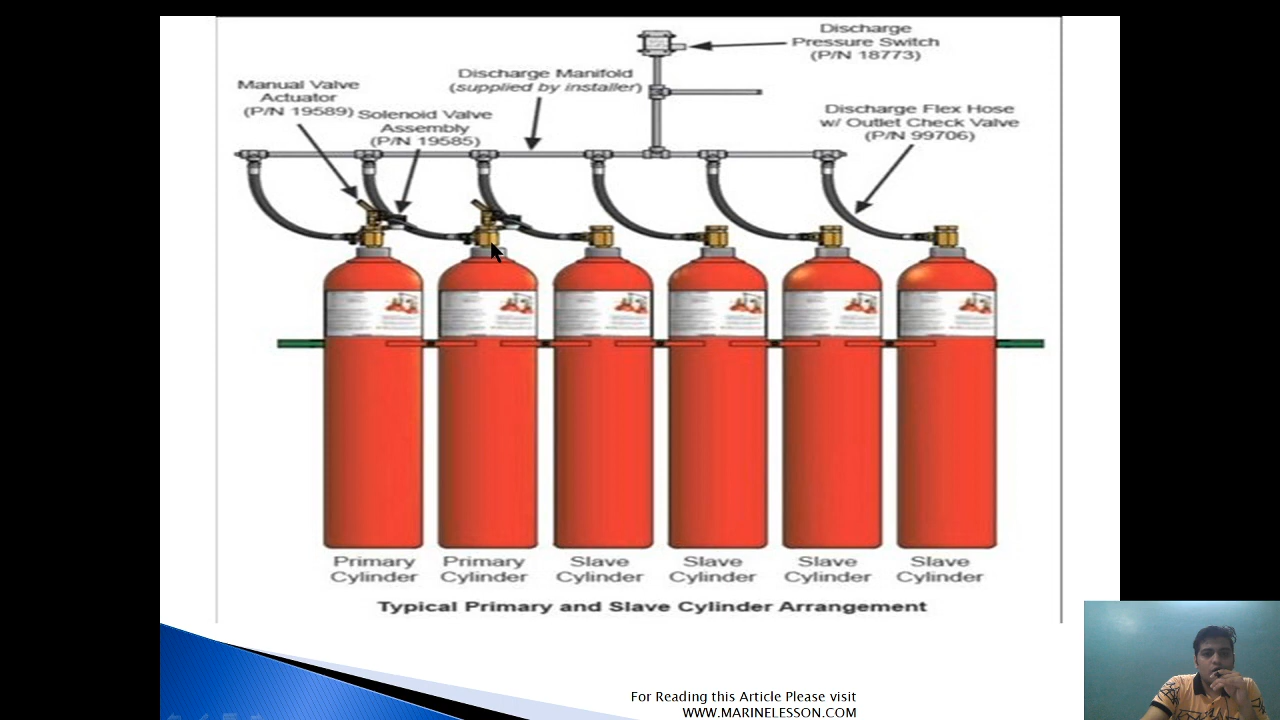 Discharge
Pressure Switch
(P/N 18773)
Discharge Manifold
(supplied by installer)
Manual Valve
Actuator
(P/N 19589)
Solenoid Valve
Assembly
(P/N 19585)
Discharge Flex Hose
w/ Outlet Check Valve
(P/N 99706)
Primary
Cylinder
Primary
Cylinder
Slave
Cylinder
Slave
Cylinder
Slave
Cylinder
Slave
Cylinder
Typical Primary and Slave Cylinder Arrangement
For Reading this Article Please visit
WWW.MARINELESSON.COM